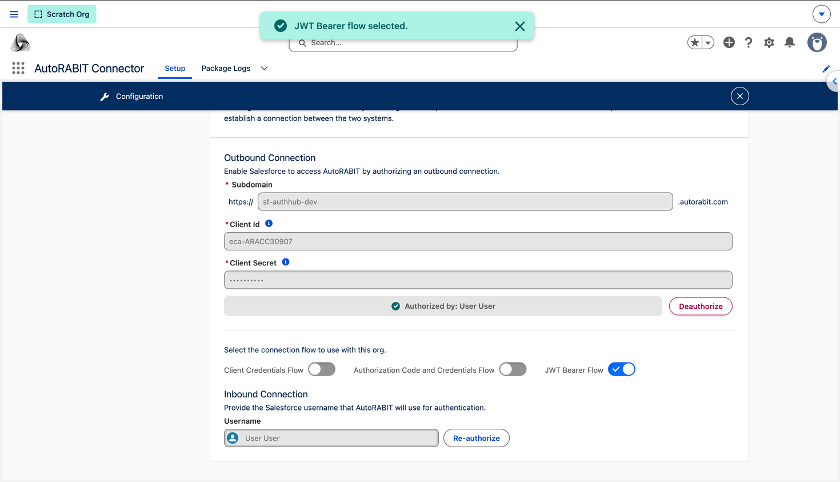 Scratch Org
JWT Bearer flow selected.
Search...
AutoRABIT Connector
Setup
Package Logs
Configuration
establish a connection between the two systems.
Outbound Connection
Enable Salesforce to access AutoRABIT by authorizing an outbound connection.
* Subdomain
https:// sf-authhub-dev .autorabit.com
* Client Id
eca-ARACC30907
* Client Secret
••••••••••
Authorized by: User User
Deauthorize
Select the connection flow to use with this org.
Client Credentials Flow
Authorization Code and Credentials Flow
JWT Bearer Flow
Inbound Connection
Provide the Salesforce username that AutoRABIT will use for authentication.
Username
User User
Re-authorize